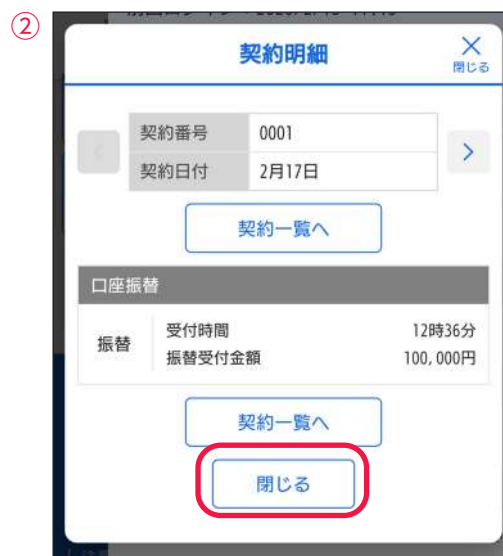 ②
契約明細
閉じる
契約番号 0001
契約日付 2月17日
契約一覧へ
口座振替
振替
受付時間 12時36分
振替受付金額 100,000円
契約一覧へ
閉じる